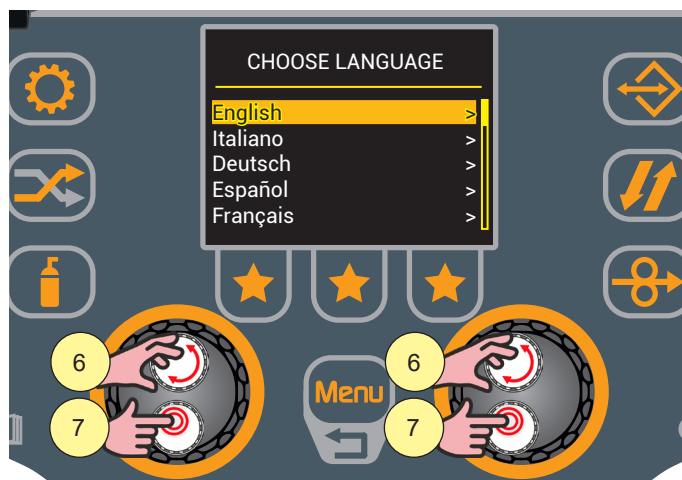 CHOOSE LANGUAGE
English >
Italiano >
Deutsch >
Español >
Français >
6
6
Menu
7
7